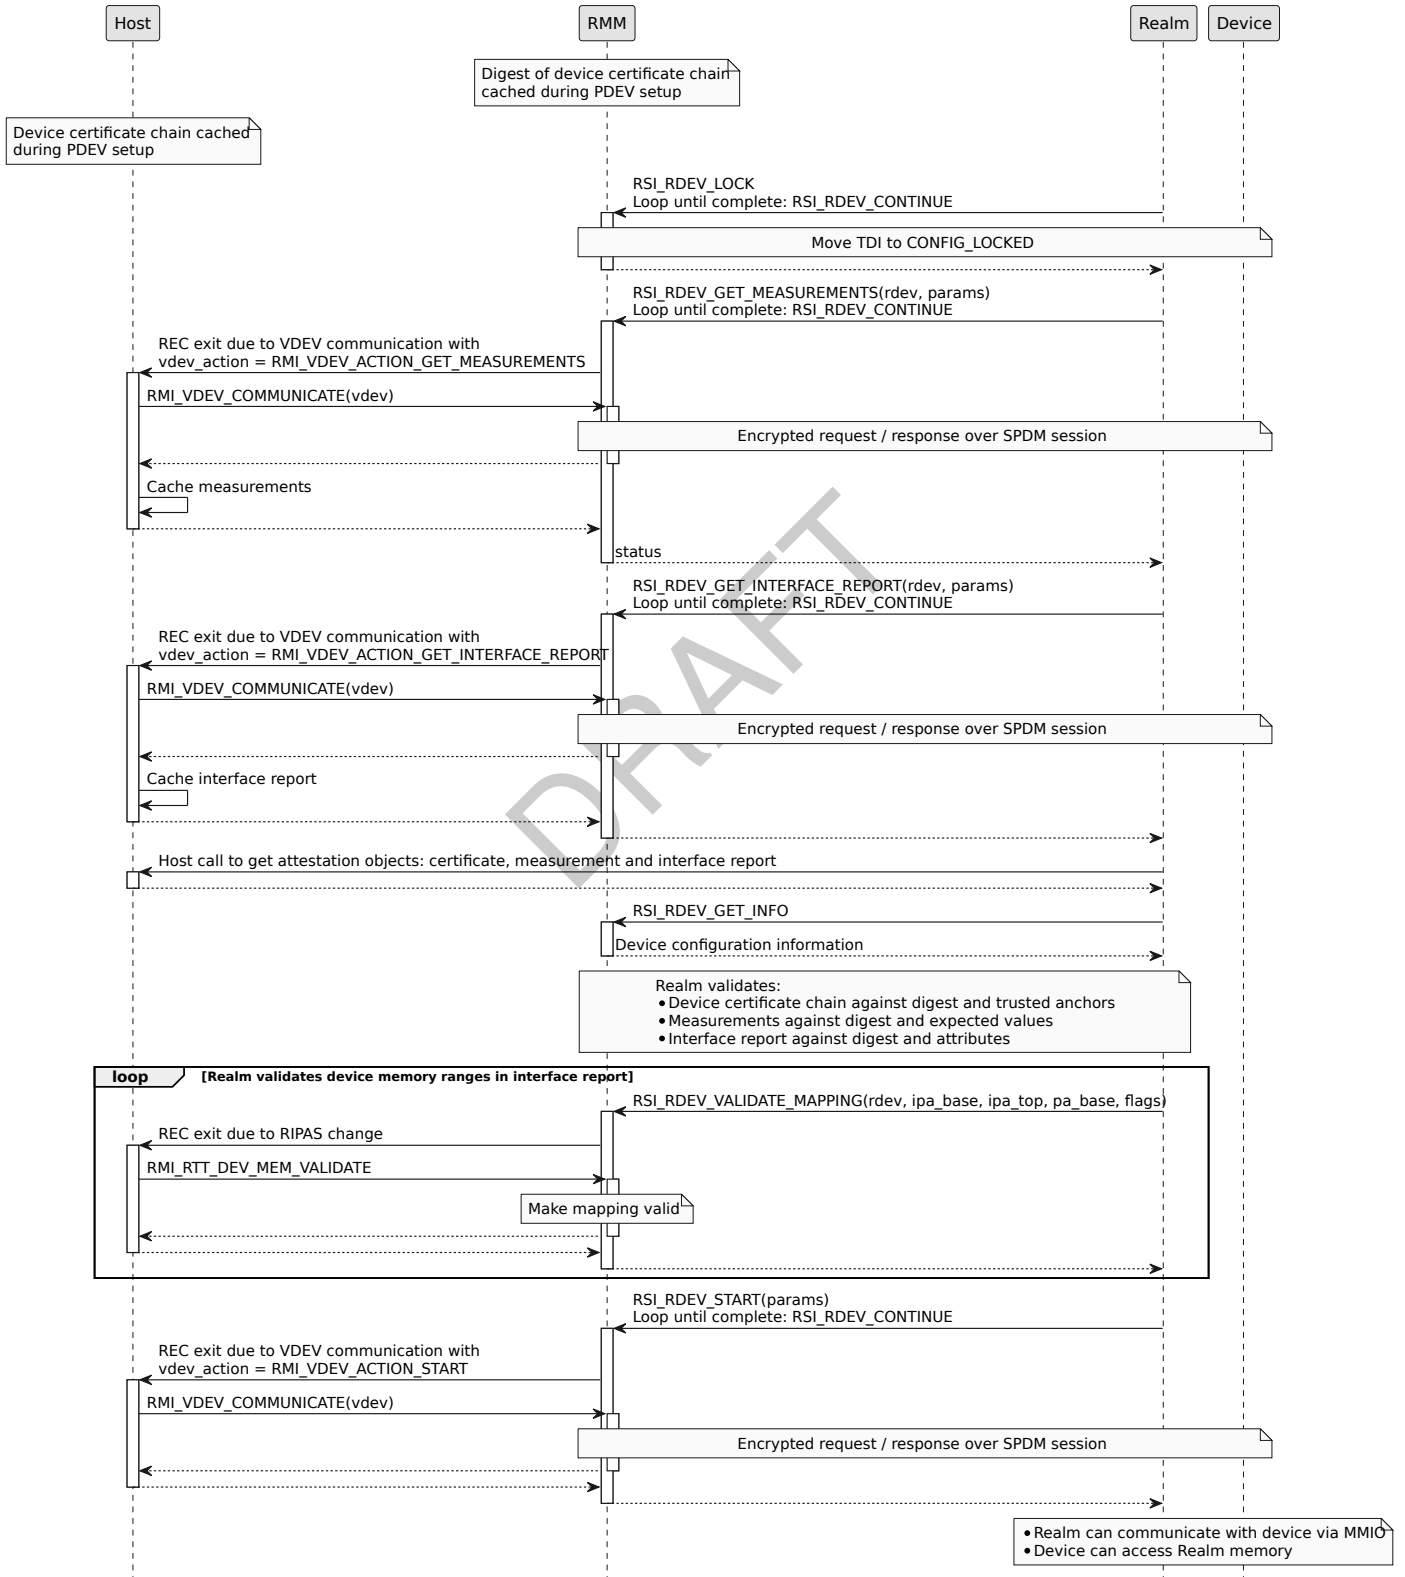 Host
RMM
Realm
Device
Digest of device certificate chain
cached during PDEV setup
Device certificate chain cached
during PDEV setup
RSI_RDEV_LOCK
Loop until complete: RSI_RDEV_CONTINUE
Move TDI to CONFIG_LOCKED
RSI_RDEV_GET_MEASUREMENTS(rdev, params)
Loop until complete: RSI_RDEV_CONTINUE
REC exit due to VDEV communication with
vdev_action = RMI_VDEV_ACTION_GET_MEASUREMENTS
RMI_VDEV_COMMUNICATE(vdev)
Encrypted request / response over SPDM session
Cache measurements
status
RSI_RDEV_GET_INTERFACE_REPORT(rdev, params)
Loop until complete: RSI_RDEV_CONTINUE
REC exit due to VDEV communication with
vdev_action = RMI_VDEV_ACTION_GET_INTERFACE_REPORT
RMI_VDEV_COMMUNICATE(vdev)
Encrypted request / response over SPDM session
DRAFT
Cache interface report
Host call to get attestation objects: certificate, measurement and interface report
RSI_RDEV_GET_INFO
Device configuration information
Realm validates:
• Device certificate chain against digest and trusted anchors
• Measurements against digest and expected values
• Interface report against digest and attributes
loop [Realm validates device memory ranges in interface report]
RSI_RDEV_VALIDATE_MAPPING(rdev, ipa_base, ipa_top, pa_base, flags)
REC exit due to RIPAS change
RMI_RTT_DEV_MEM_VALIDATE
Make mapping valid
RSI_RDEV_START(params)
Loop until complete: RSI_RDEV_CONTINUE
REC exit due to VDEV communication with
vdev_action = RMI_VDEV_ACTION_START
RMI_VDEV_COMMUNICATE(vdev)
Encrypted request / response over SPDM session
• Realm can communicate with device via MMIO
• Device can access Realm memory